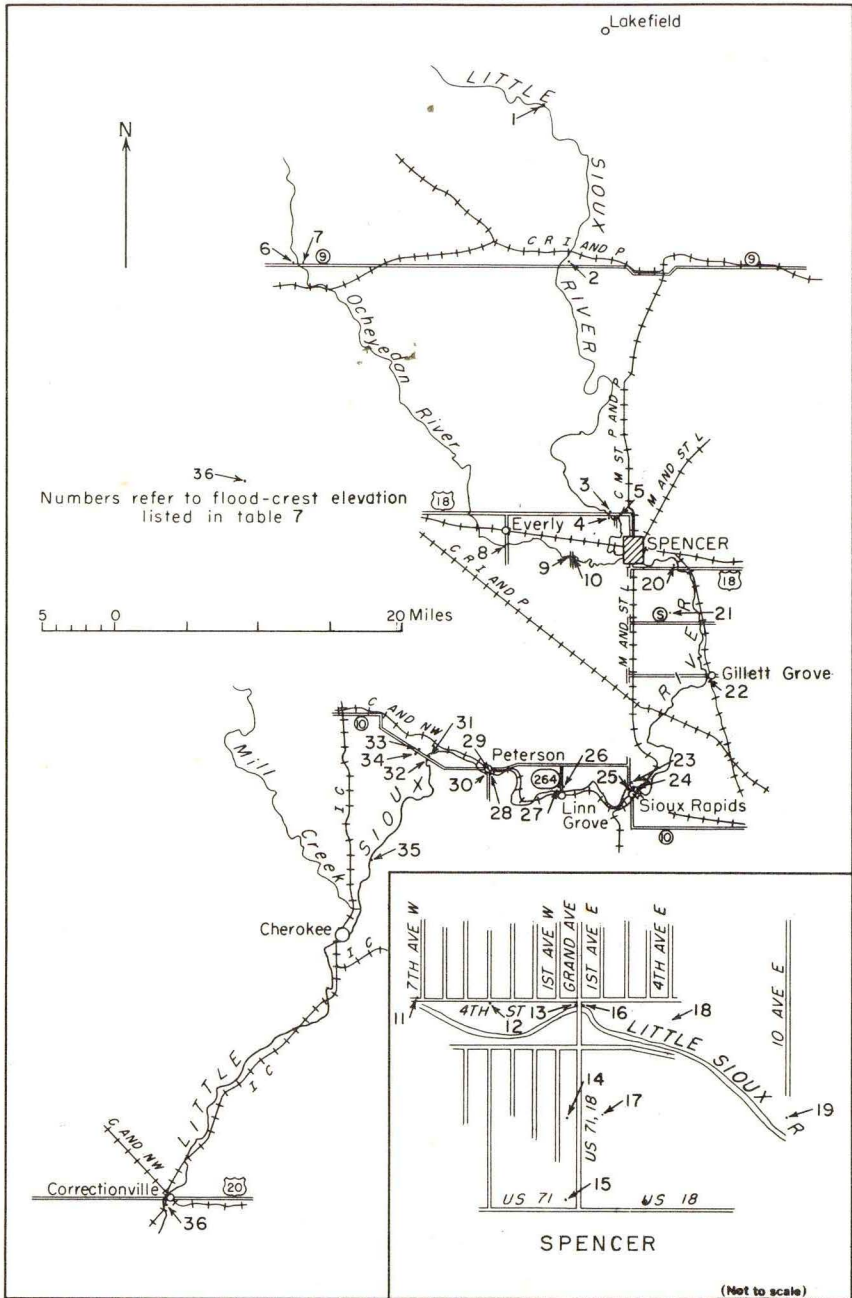 Lakefield
LITTLE
1
N
SIOUX
C R I AND P
6
7
9
9
2
RIVER
Ocheyedan
River
C M ST P AND P
M AND ST L
36
Numbers refer to flood-crest elevation
listed in table 7
18
3
5
4
Everly
SPENCER
8
9
10
20
18
C R I AND P
M AND ST L
S
21
RIVER
5 0 20 Miles
Gillett Grove
22
C AND NW
10
31
33
29
Peterson
26
23
34
32
30
28
264
27
Linn
Grove
25
24
Sioux Rapids
10
Mill
Creek
I C
SIOUX
35
Cherokee
I C
LITTLE
I C
C AND NW
Correctionville
20
36
7TH AVE W
1ST AVE W
GRAND AVE
1ST AVE E
4TH AVE E
10 AVE E
11
4TH ST
12
13
16
18
LITTLE SIOUX R
14
US 71, 18
17
19
15
US 71
US 18
SPENCER
(Not to scale)